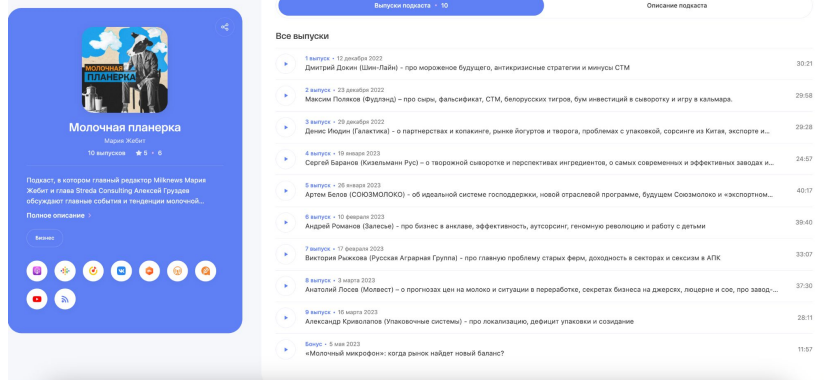 МОЛОЧНАЯ
ПЛАНЕРКА
Молочная планерка
Мария Жебит
10 выпусков ★ 5 • 6
Подкаст, в котором главный редактор Milknews Мария
Жебит и глава Streda Consulting Алексей Груздев
обсуждают главные события и тенденции молочной...
Полное описание >
Бизнес
Выпуски подкаста • 10
Описание подкаста
Все выпуски
1 выпуск • 12 декабря 2022
Дмитрий Докин (Шин-Лайн) - про мороженое будущего, антикризисные стратегии и минусы СТМ
30:21
2 выпуск • 23 декабря 2022
Максим Поляков (Фудлэнд) – про сыры, фальсификат, СТМ, белорусских тигров, бум инвестиций в сыворотку и игру в кальмара.
29:58
3 выпуск • 29 декабря 2022
Денис Июдин (Галактика) - о партнерствах и копакинге, рынке йогуртов и творога, проблемах с упаковкой, сорсинге из Китая, экспорте и...
29:28
4 выпуск • 19 января 2023
Сергей Баранов (Кизельманн Рус) – о творожной сыворотке и перспективах ингредиентов, о самых современных и эффективных заводах и...
24:57
5 выпуск • 26 января 2023
Артем Белов (СОЮЗМОЛОКО) - об идеальной системе господдержки, новой отраслевой программе, будущем Союзмолоко и «экспортном...
40:17
6 выпуск • 10 февраля 2023
Андрей Романов (Залесье) - про бизнес в анклаве, эффективность, аутсорсинг, геномную революцию и работу с детьми
39:40
7 выпуск • 17 февраля 2023
Виктория Рыжкова (Русская Аграрная Группа) - про главную проблему старых ферм, доходность в секторах и сексизм в АПК
33:07
8 выпуск • 3 марта 2023
Анатолий Лосев (Молвест) – о прогнозах цен на молоко и ситуации в переработке, секретах бизнеса на джерсях, люцерне и сое, про завод-...
37:30
9 выпуск • 16 марта 2023
Александр Криволапов (Упаковочные системы) - про локализацию, дефицит упаковки и созидание
28:11
Бонус • 5 мая 2023
«Молочный микрофон»: когда рынок найдет новый баланс?
11:57